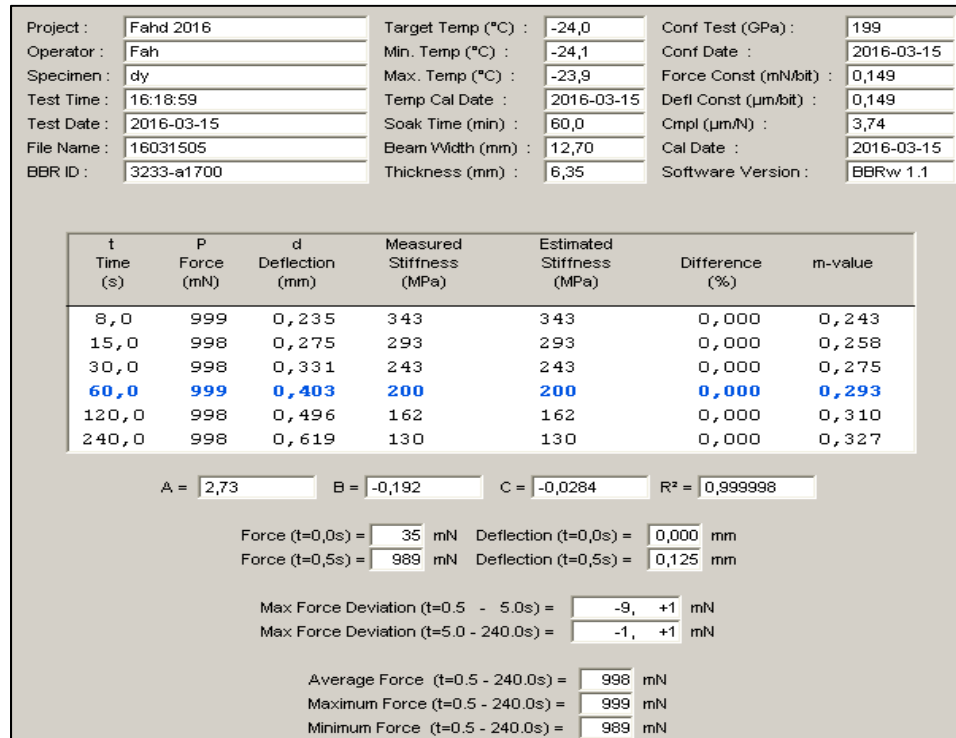 Project : Fahd 2016 Target Temp (°C) : -24,0 Conf Test (GPa) : 199
Operator : Fah Min. Temp (°C) : -24,1 Conf Date : 2016-03-15
Specimen : dy Max. Temp (°C) : -23,9 Force Const (mN/bit) : 0,149
Test Time : 16:18:59 Temp Cal Date : 2016-03-15 Defl Const (µm/bit) : 0,149
Test Date : 2016-03-15 Soak Time (min) : 60,0 Cmpl (µm/N) : 3,74
File Name : 16031505 Beam Width (mm) : 12,70 Cal Date : 2016-03-15
BBR ID : 3233-a1700 Thickness (mm) : 6,35 Software Version : BBRw 1.1
t P d Measured Estimated
Time Force Deflection Stiffness Stiffness Difference m-value
(s) (mN) (mm) (MPa) (MPa) (%)
8,0 999 0,235 343 343 0,000 0,243
15,0 998 0,275 293 293 0,000 0,258
30,0 998 0,331 243 243 0,000 0,275
60,0 999 0,403 200 200 0,000 0,293
120,0 998 0,496 162 162 0,000 0,310
240,0 998 0,619 130 130 0,000 0,327
A = 2,73 B = -0,192 C = -0,0284 R² = 0,999998
Force (t=0,0s) = 35 mN Deflection (t=0,0s) = 0,000 mm
Force (t=0,5s) = 989 mN Deflection (t=0,5s) = 0,125 mm
Max Force Deviation (t=0.5 - 5.0s) = -9, +1 mN
Max Force Deviation (t=5.0 - 240.0s) = -1, +1 mN
Average Force (t=0.5 - 240.0s) = 998 mN
Maximum Force (t=0.5 - 240.0s) = 999 mN
Minimum Force (t=0.5 - 240.0s) = 989 mN